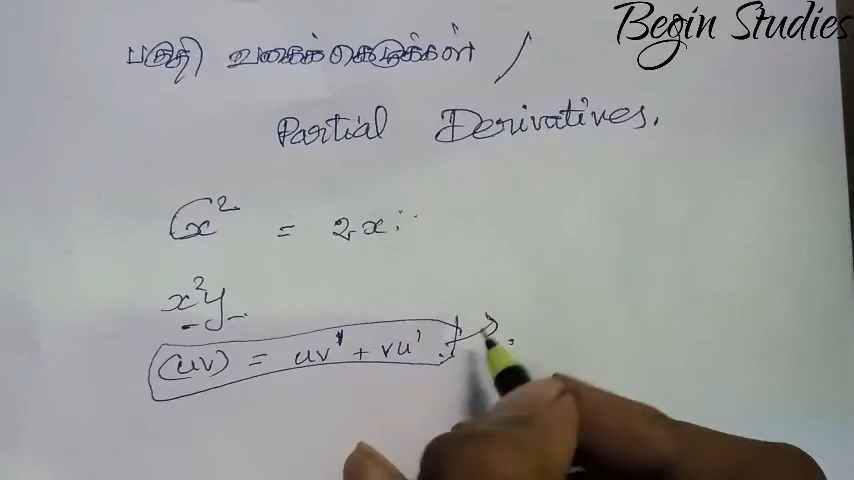 Begin Studies
பகுதி வகைக்கெடுக்கள் /
Partial Derivatives.
x² = 2x
x²y
(uv) = uv' + vu'.